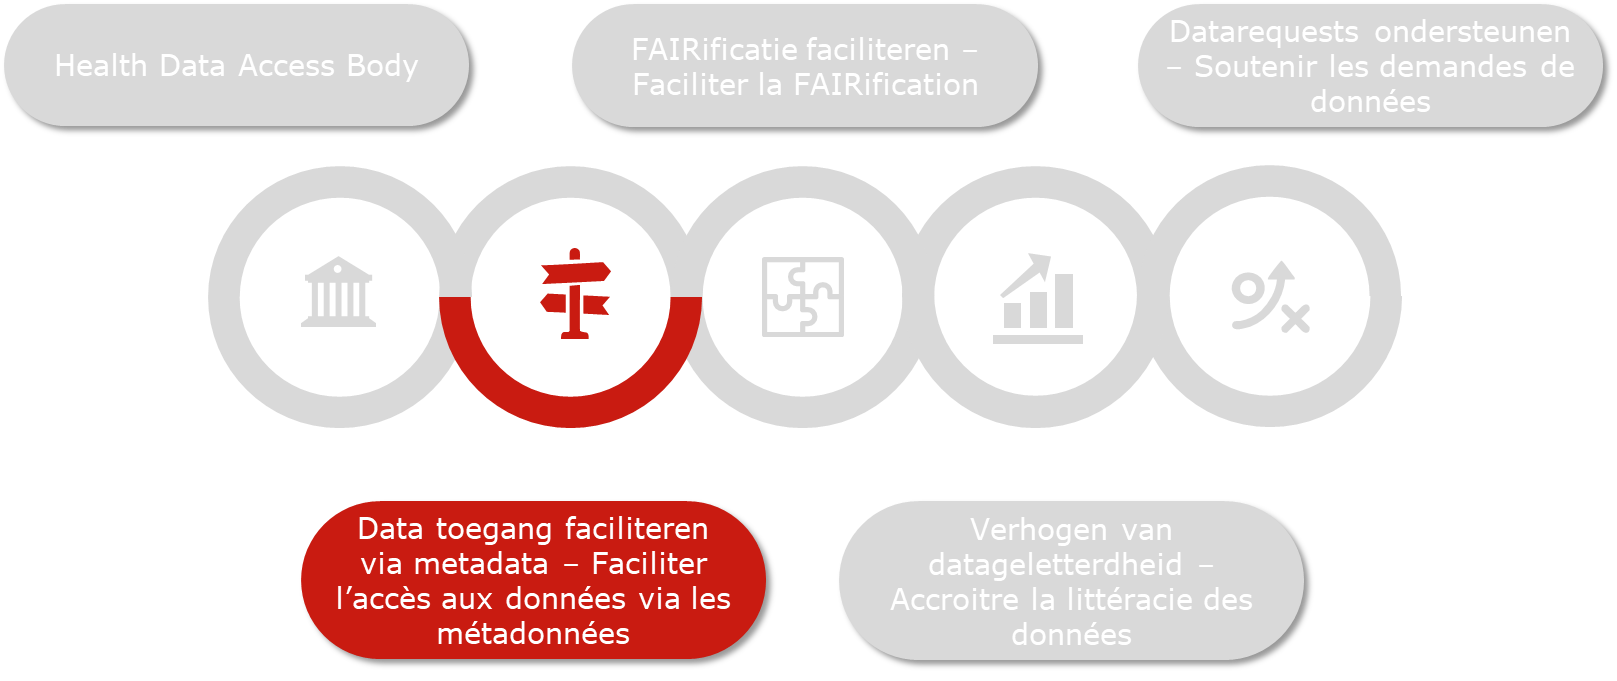 Health Data Access Body
FAIRificatie faciliteren –
Faciliter la FAIRification
Datarequests ondersteunen
– Soutenir les demandes de
données
Data toegang faciliteren
via metadata – Faciliter
l’accès aux données via les
métadonnées
Verhogen van
datageletterdheid –
Accroitre la littéracie des
données